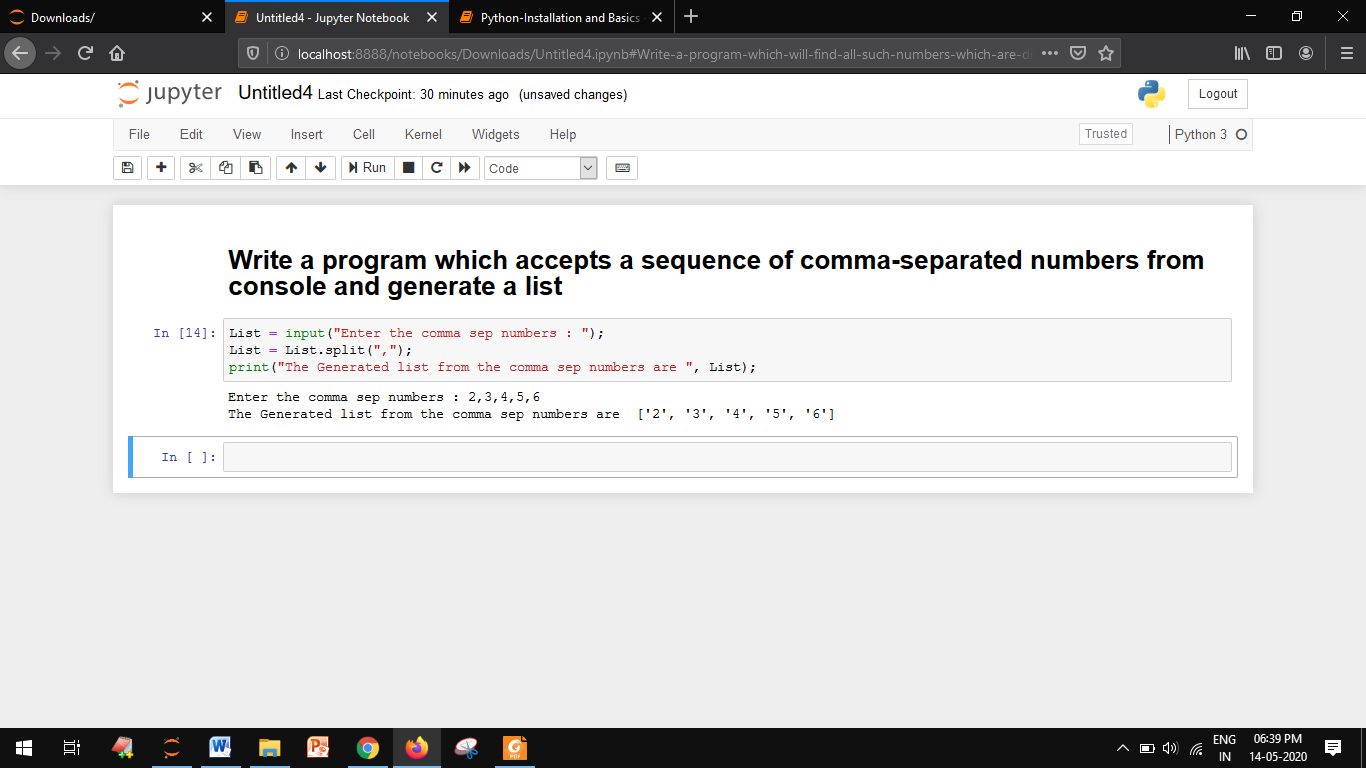 Downloads/
Untitled4 - Jupyter Notebook
Python-Installation and Basics
localhost:8888/notebooks/Downloads/Untitled4.ipynb#Write-a-program-which-will-find-all-such-numbers-which-are-di
jupyter Untitled4 Last Checkpoint: 30 minutes ago (unsaved changes)
Logout
File Edit View Insert Cell Kernel Widgets Help
Trusted
Python 3
Run
Code
Write a program which accepts a sequence of comma-separated numbers from
console and generate a list
In [14]: List = input("Enter the comma sep numbers : ");
List = List.split(",");
print("The Generated list from the comma sep numbers are ", List);
Enter the comma sep numbers : 2,3,4,5,6
The Generated list from the comma sep numbers are  ['2', '3', '4', '5', '6']
In [ ]:
ENG
IN
06:39 PM
14-05-2020